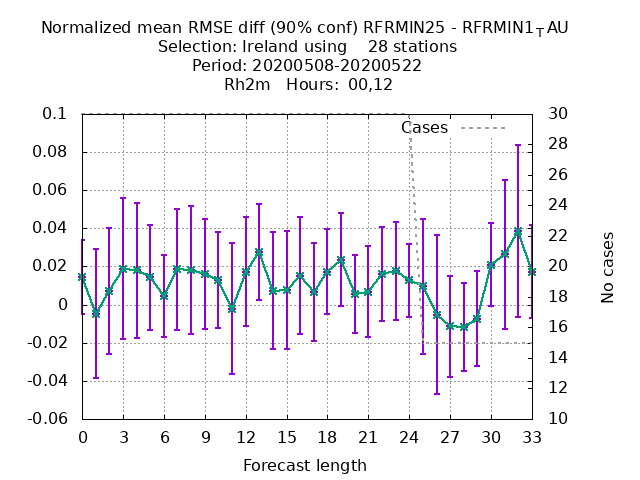 Normalized mean RMSE diff (90% conf) RFRMIN25 - RFRMIN1_TAU
Selection: Ireland using 28 stations
Period: 20200508-20200522
Rh2m Hours: 00,12
Cases
0.1
0.08
0.06
0.04
0.02
0
-0.02
-0.04
-0.06
30
28
26
24
22
20
18
16
14
12
10
No cases
0 3 6 9 12 15 18 21 24 27 30 33
Forecast length